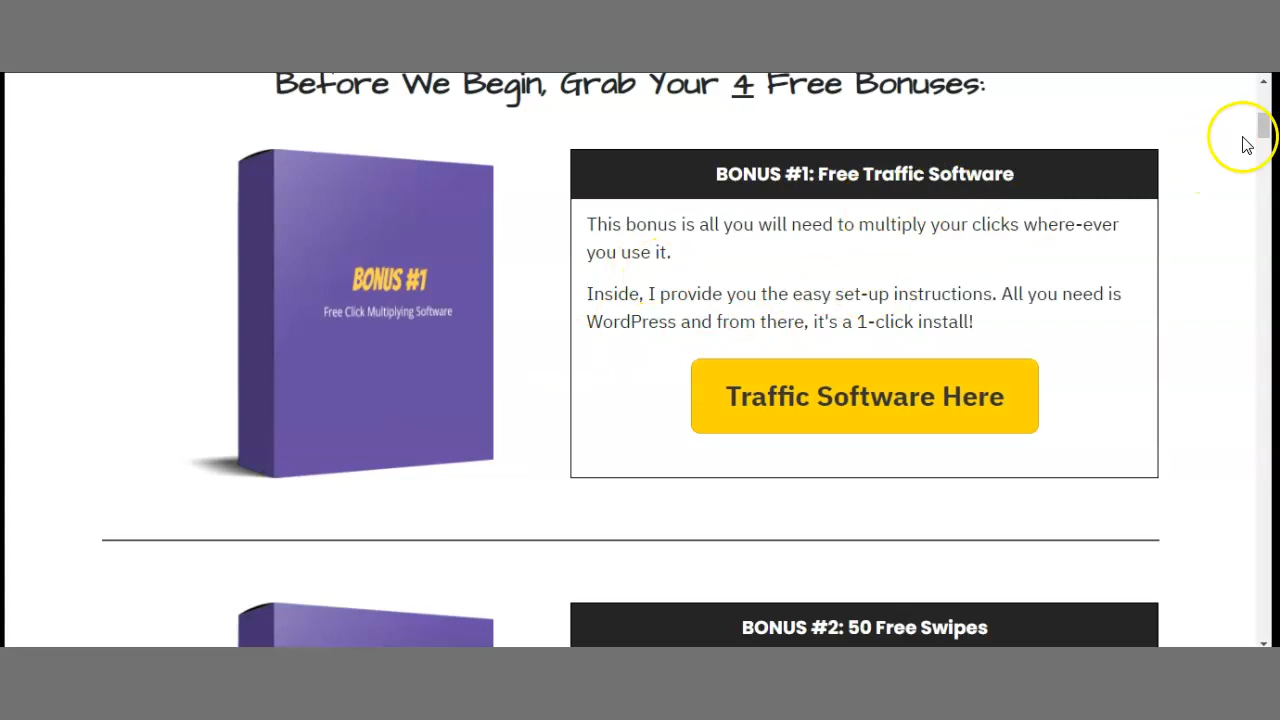 Before We Begin, Grab Your 4 Free Bonuses:
BONUS #1
Free Click Multiplying Software
BONUS #1: Free Traffic Software
This bonus is all you will need to multiply your clicks where-ever
you use it.
Inside, I provide you the easy set-up instructions. All you need is
WordPress and from there, it's a 1-click install!
Traffic Software Here
BONUS #2: 50 Free Swipes